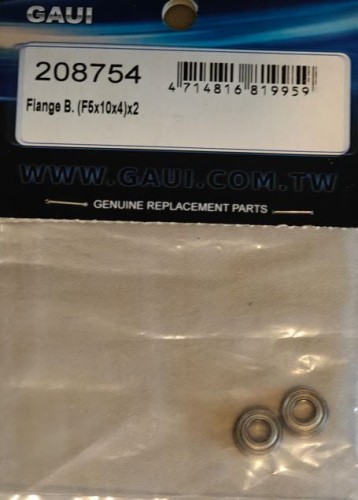 GAUI
208754
4 714816 819959
Flange B. (F5x10x4)x2
WWW.GAUI.COM.TW
GENUINE REPLACEMENT PARTS